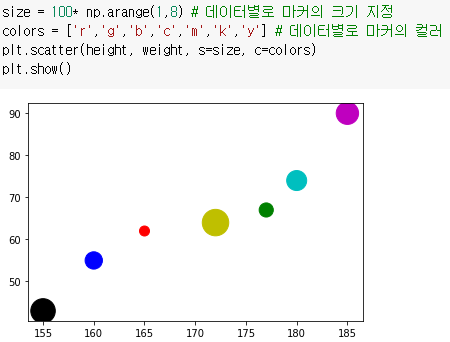 size = 100* np.arange(1,8) # 데이터별로 마커의 크기 지정
colors = ['r','g','b','c','m','k','y'] # 데이터별로 마커의 컬러
plt.scatter(height, weight, s=size, c=colors)
plt.show()
90
80
70
60
50
155 160 165 170 175 180 185